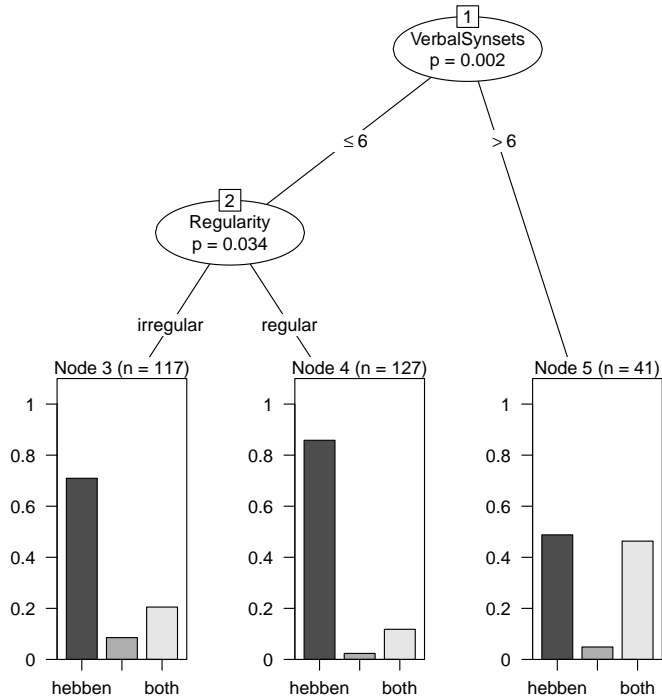 1
VerbalSynsets
p = 0.002
≤ 6
> 6
2
Regularity
p = 0.034
irregular
regular
Node 3 (n = 117)
1
0.8
0.6
0.4
0.2
0
hebben both
Node 4 (n = 127)
1
0.8
0.6
0.4
0.2
0
hebben both
Node 5 (n = 41)
1
0.8
0.6
0.4
0.2
0
hebben both